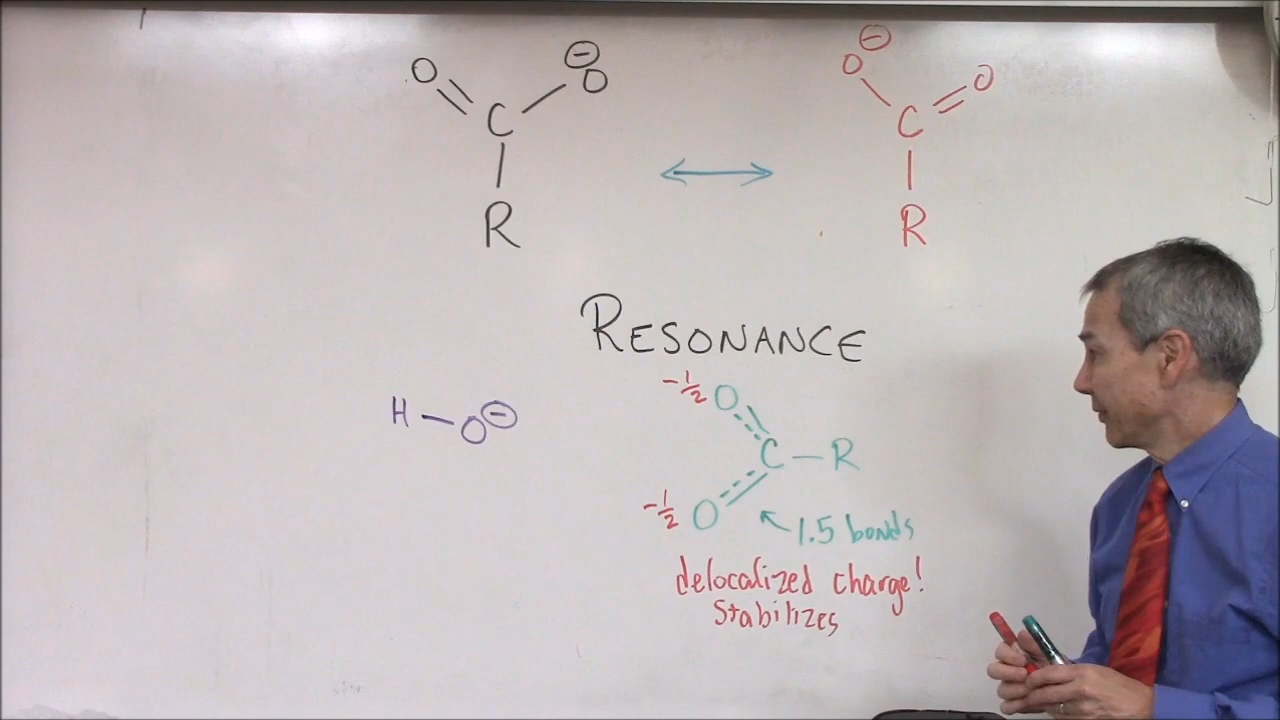 O O⊖
C
R
⊖
O O
C
R
RESONANCE
H – O⊖
-½ O
C – R
-½ O
1.5 bonds
delocalized charge!
Stabilizes